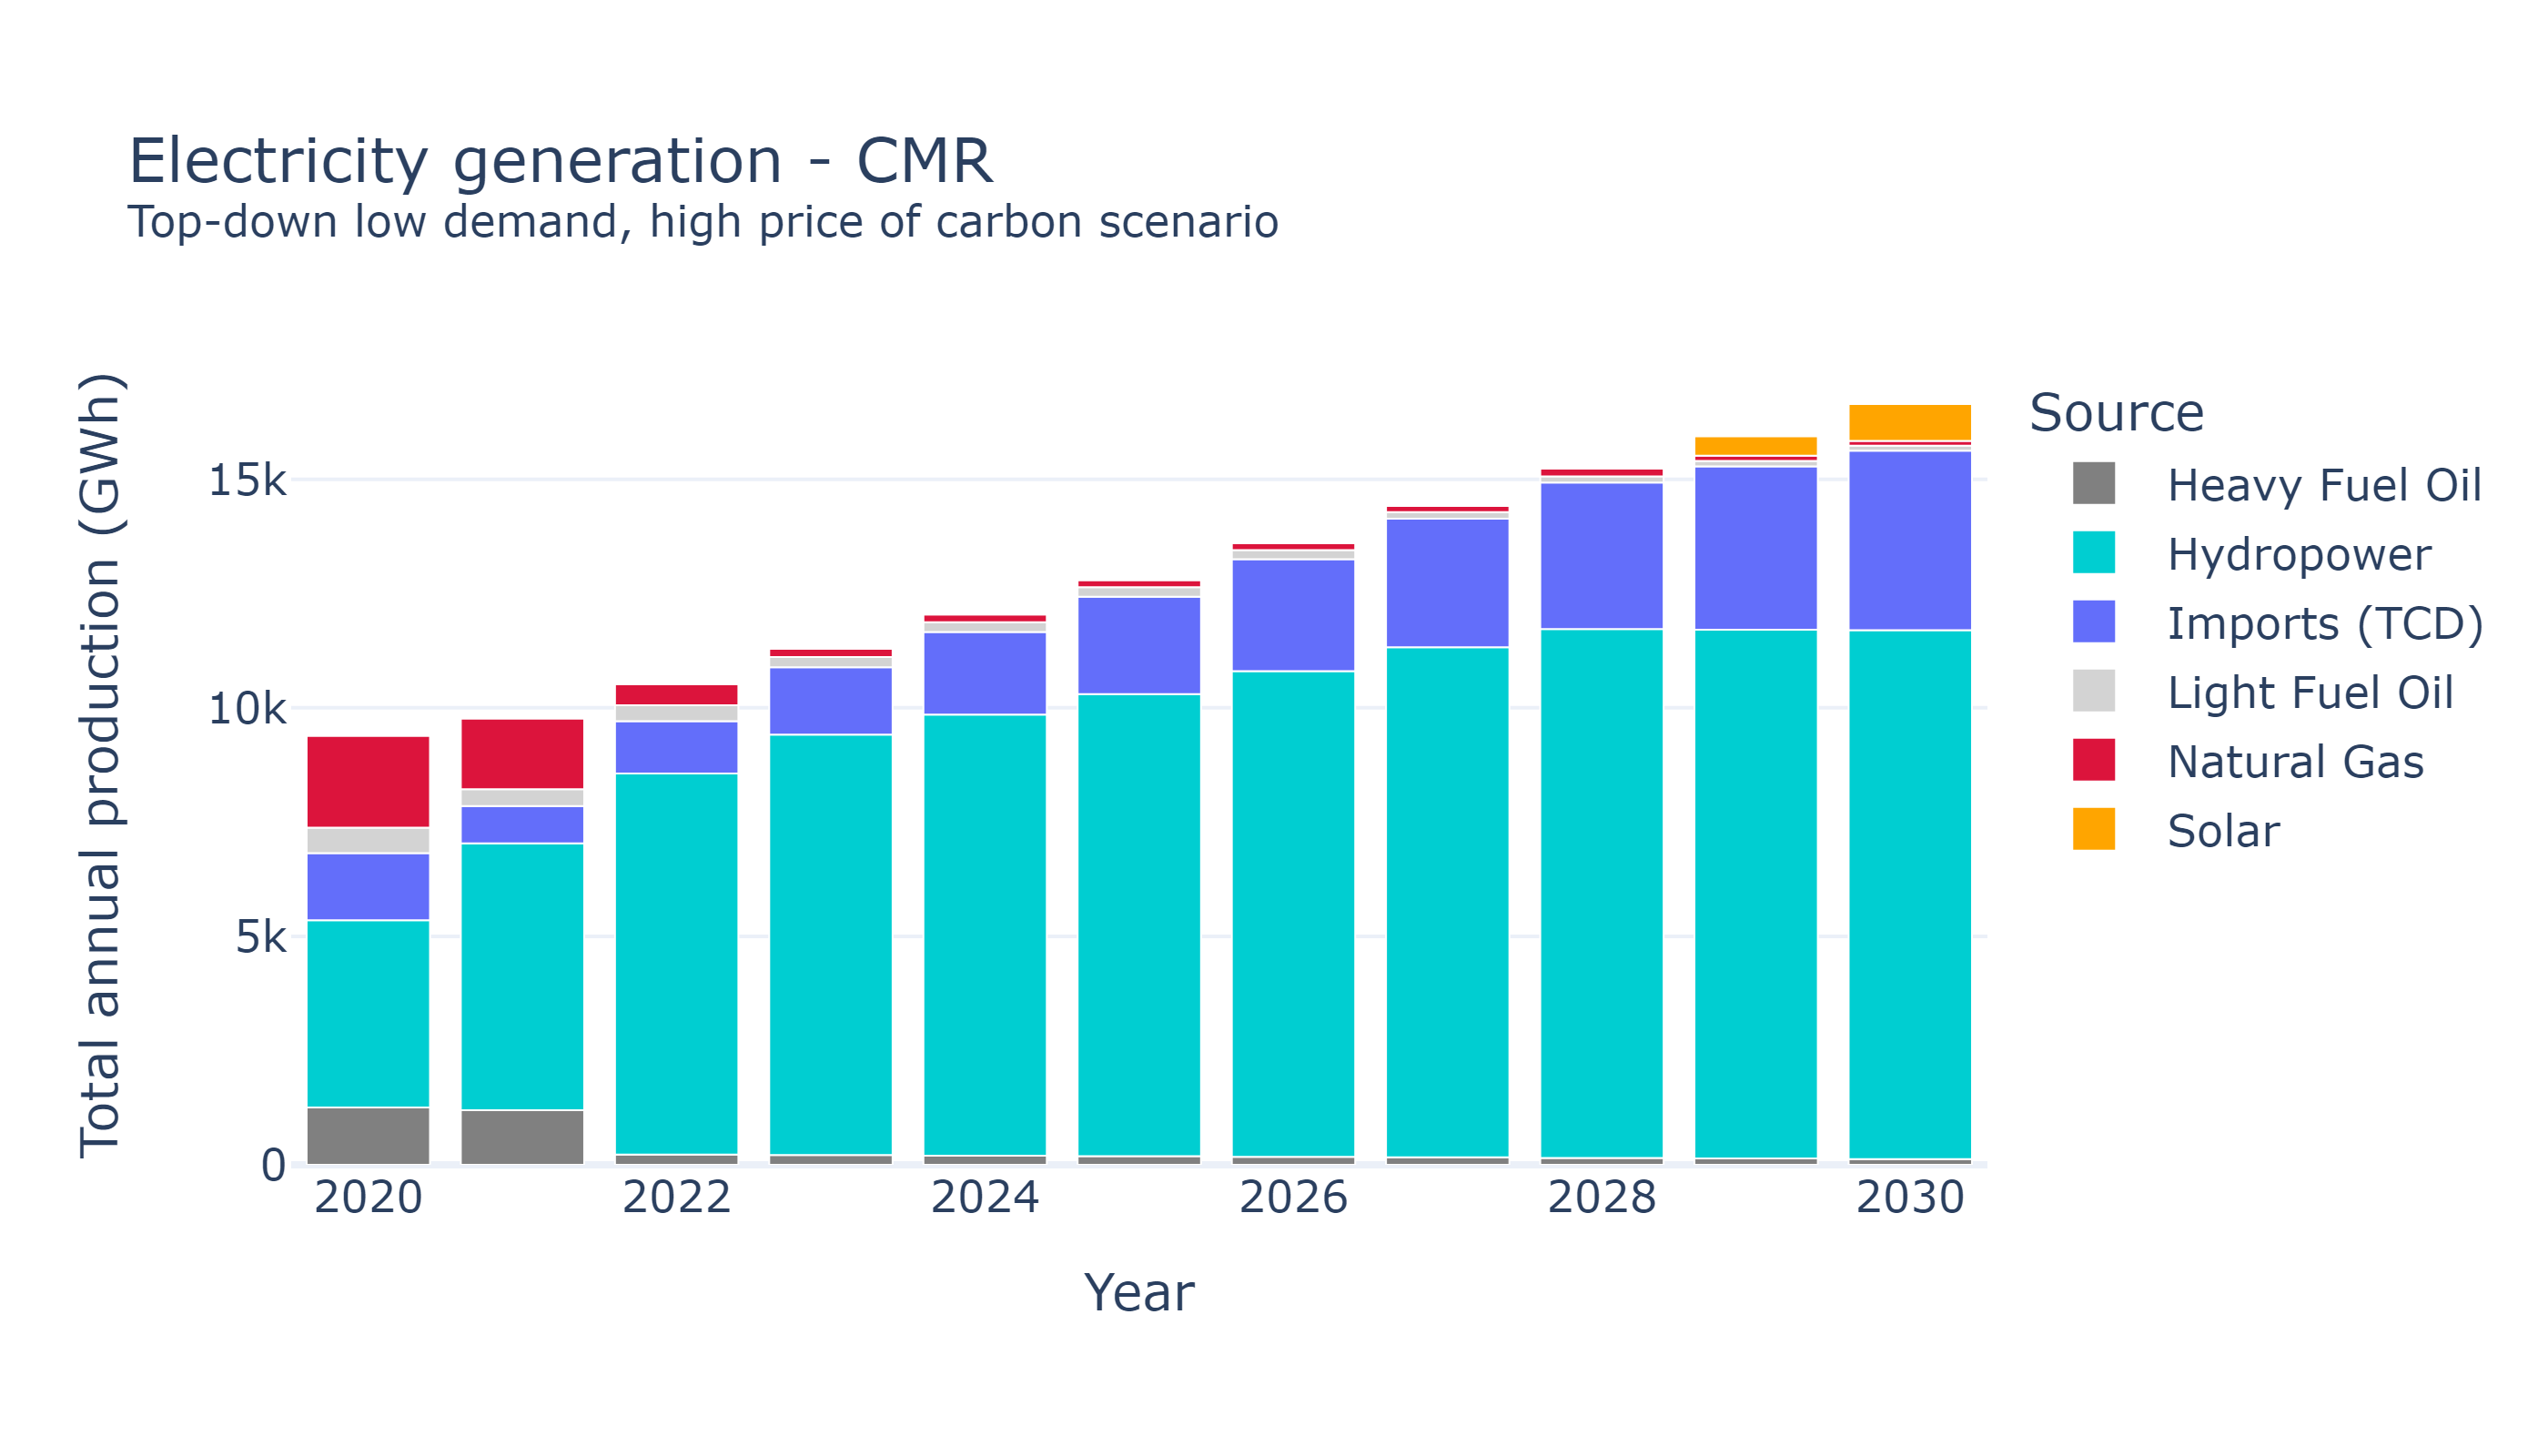 Electricity generation - CMR
Top-down low demand, high price of carbon scenario
Total annual production (GWh)
15k
10k
5k
0
2020
2022
2024
2026
2028
2030
Year
Source
Heavy Fuel Oil
Hydropower
Imports (TCD)
Light Fuel Oil
Natural Gas
Solar